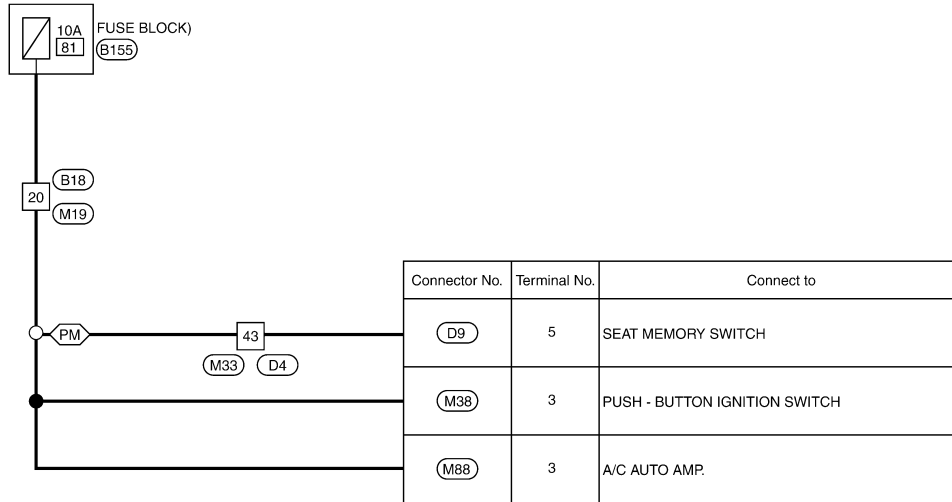 10A
81
FUSE BLOCK)
B155
B18
20
M19
Connector No. Terminal No. Connect to
PM
43
M33
D4
D9 5 SEAT MEMORY SWITCH
M38 3 PUSH - BUTTON IGNITION SWITCH
M88 3 A/C AUTO AMP.